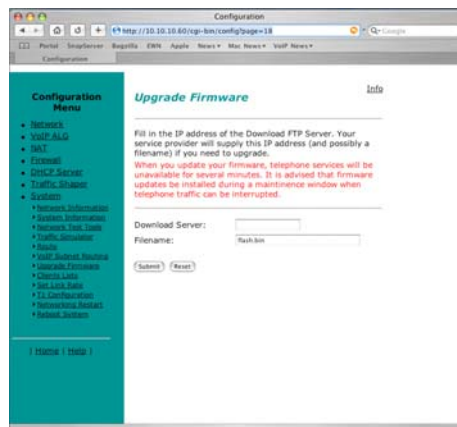 Configuration
http://10.10.10.60/cgi-bin/config?page=18
Q- Google
Portal SnapServer Bugzilla EWN Apple News Mac News VoIP News
Configuration
Configuration Menu
Network
VoIP ALG
NAT
Firewall
DHCP Server
Traffic Shaper
System
Network Information
System Information
Network Test Tools
Traffic Simulator
Route
VoIP Subnet Routing
Upgrade Firmware
Clients List
Set Link Rate
T1 Configuration
Networking Restart
Reboot System
| Home | Help |
Info
Upgrade Firmware
Fill in the IP address of the Download FTP Server. Your
service provider will supply this IP address (and possibly a
filename) if you need to upgrade.
When you update your firmware, telephone services will be
unavailable for several minutes. It is advised that firmware
updates be installed during a maintinence window when
telephone traffic can be interrupted.
Download Server:
Filename: flash.bin
Submit Reset